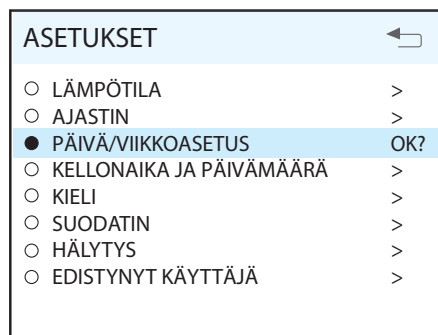 ASETUKSET
LÄMPÖTILA >
AJASTIN >
PÄIVÄ/VIIKKOASETUS OK?
KELLONAIKA JA PÄIVÄMÄÄRÄ >
KIELI >
SUODATIN >
HÄLYTYS >
EDISTYNYT KÄYTTÄJÄ >